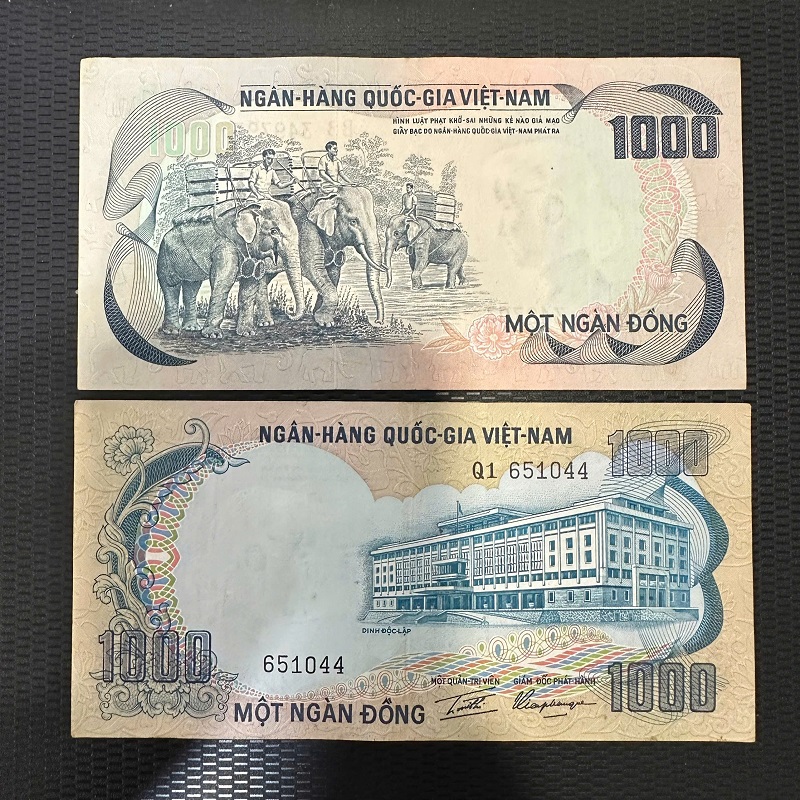 NGÂN-HÀNG QUỐC-GIA VIỆT-NAM
HÌNH LUẬT PHẠT KHỔ-SAI NHỮNG KẺ NÀO GIẢ MẠO
GIẤY BẠC DO NGÂN-HÀNG QUỐC-GIA VIỆT-NAM PHÁT RA
1000
1000
MỘT NGÀN ĐỒNG
NGÂN-HÀNG QUỐC-GIA VIỆT-NAM
1000
Q1 651044
DINH ĐỘC-LẬP
1000
651044
MỘT QUẢN-TRỊ VIÊN
GIÁM ĐỐC PHÁT HÀNH
1000
MỘT NGÀN ĐỒNG